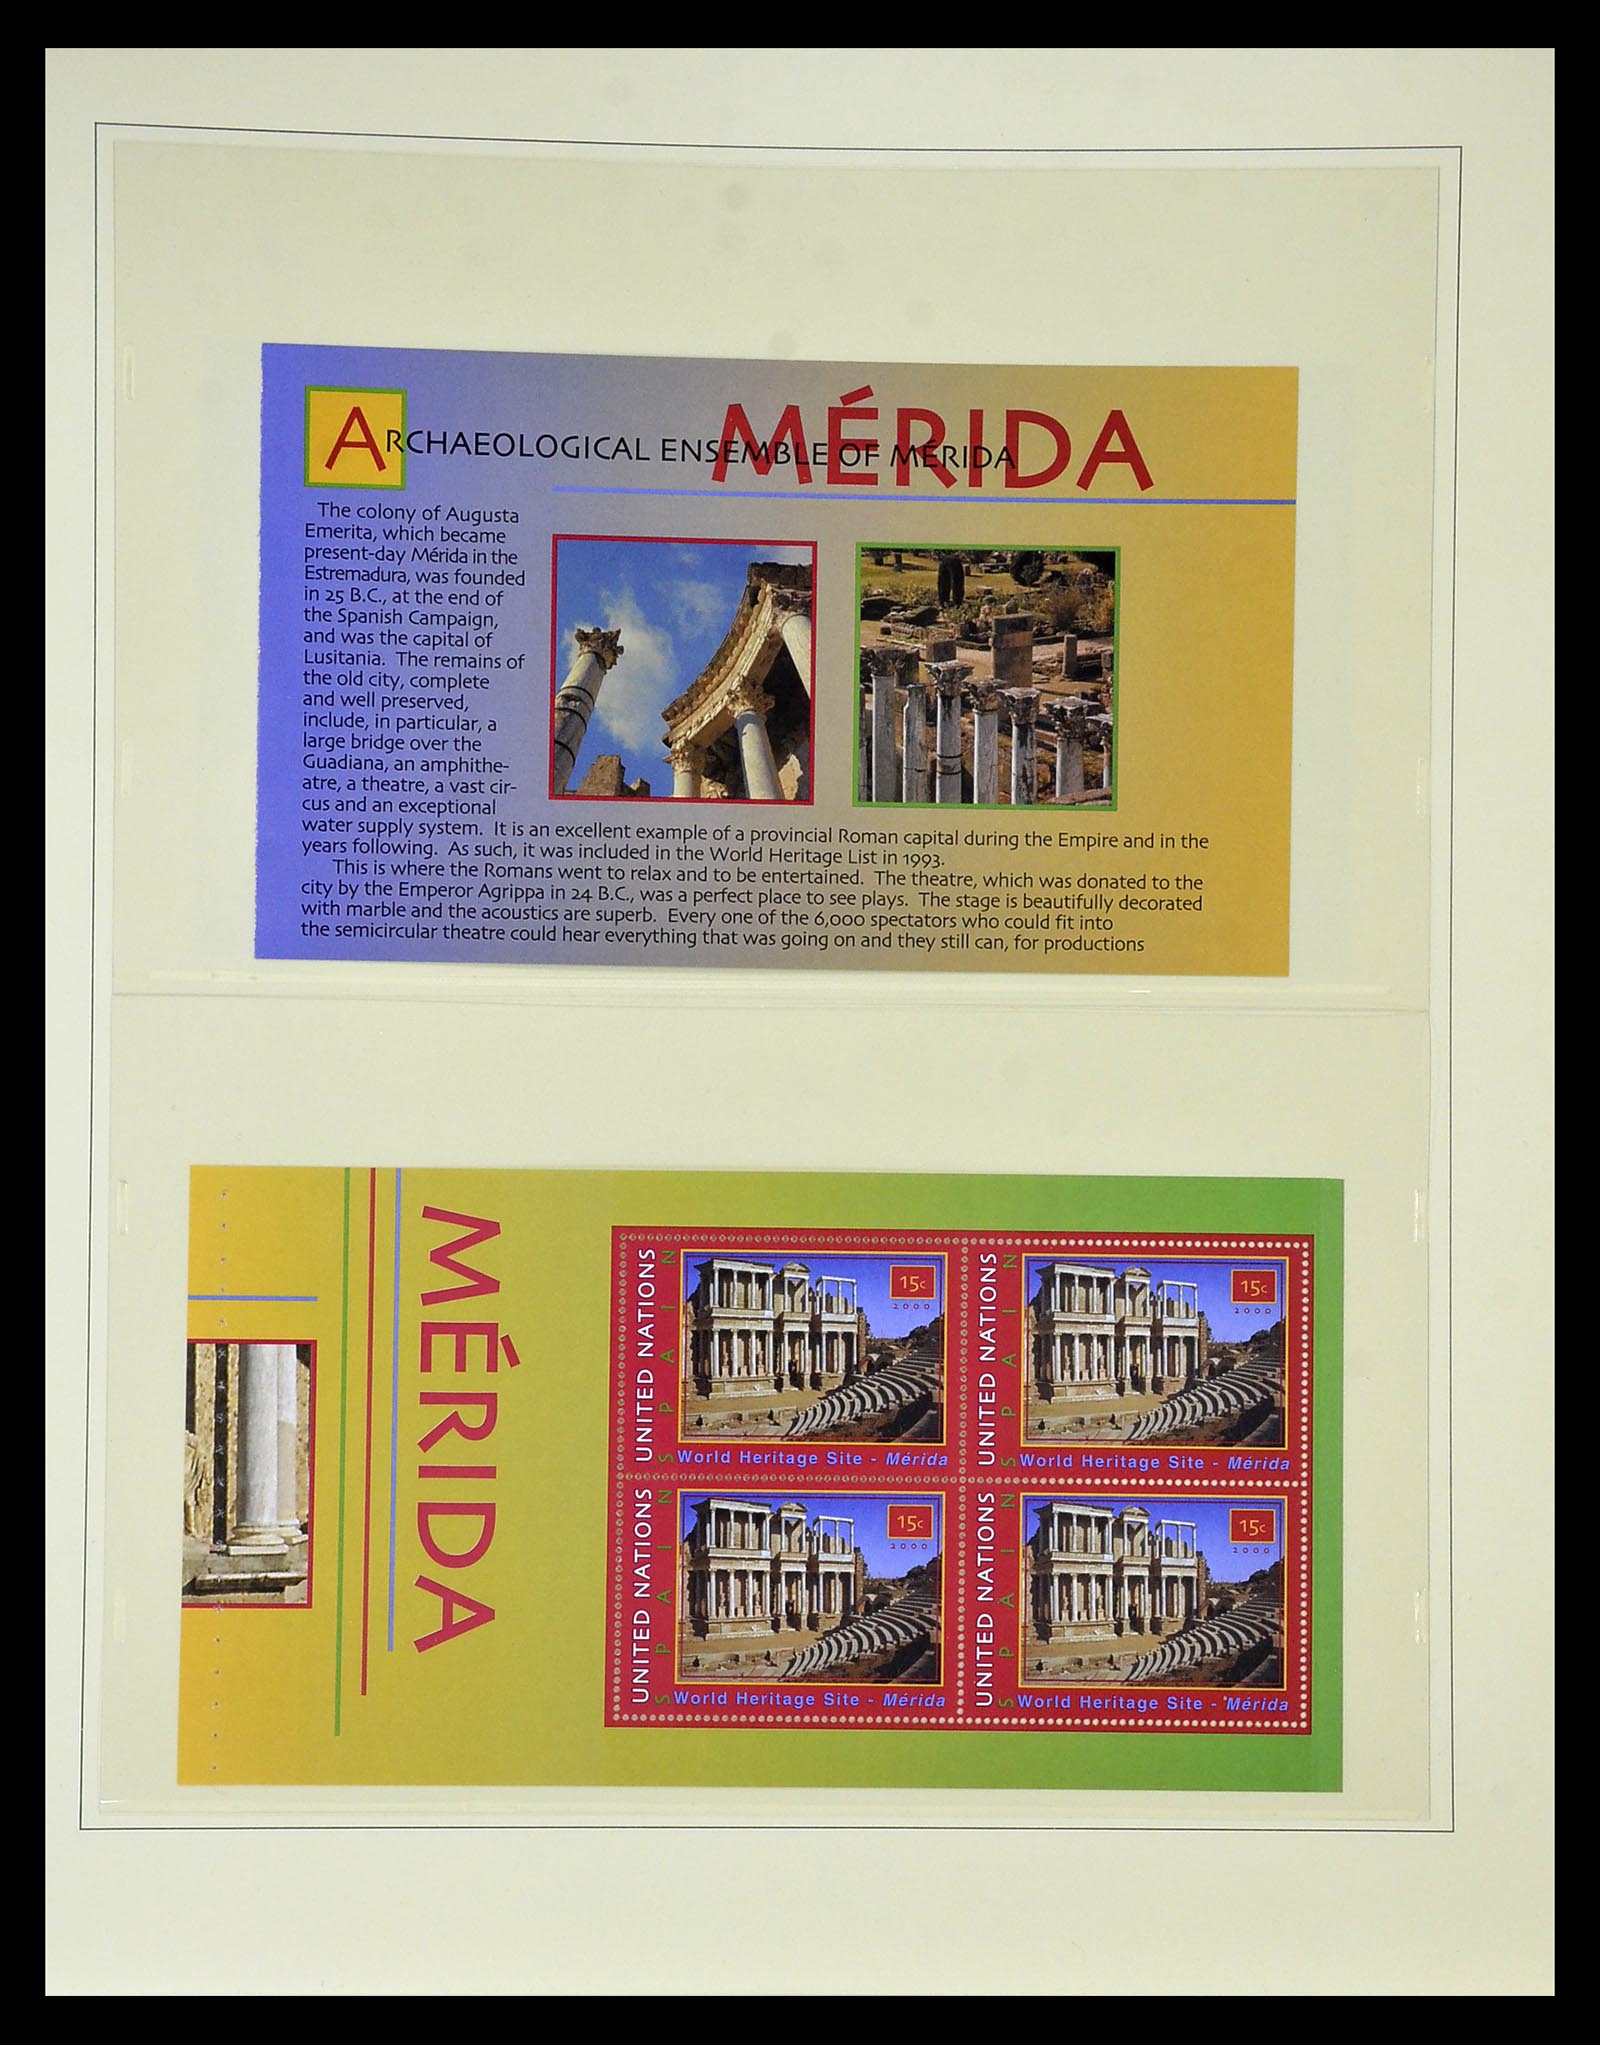 MÉRIDA
ARCHAEOLOGICAL ENSEMBLE OF MÉRIDA
The colony of Augusta
Emerita, which became
present-day Mérida in the
Estremadura, was founded
in 25 B.C., at the end of
the Spanish Campaign,
and was the capital of
Lusitania. The remains of
the old city, complete
and well preserved,
include, in particular, a
large bridge over the
Guadiana, an amphithe-
atre, a theatre, a vast cir-
cus and an exceptional
water supply system. It is an excellent example of a provincial Roman capital during the Empire and in the
years following. As such, it was included in the World Heritage List in 1993.
This is where the Romans went to relax and to be entertained. The theatre, which was donated to the
city by the Emperor Agrippa in 24 B.C., was a perfect place to see plays. The stage is beautifully decorated
with marble and the acoustics are superb. Every one of the 6,000 spectators who could fit into
the semicircular theatre could hear everything that was going on and they still can, for productions
MÉRIDA
UNITED NATIONS
SPAIN
15c
2000
World Heritage Site - Mérida
UNITED NATIONS
SPAIN
15c
2000
World Heritage Site - Mérida
UNITED NATIONS
SPAIN
15c
2000
World Heritage Site - Mérida
UNITED NATIONS
SPAIN
15c
2000
World Heritage Site - Mérida